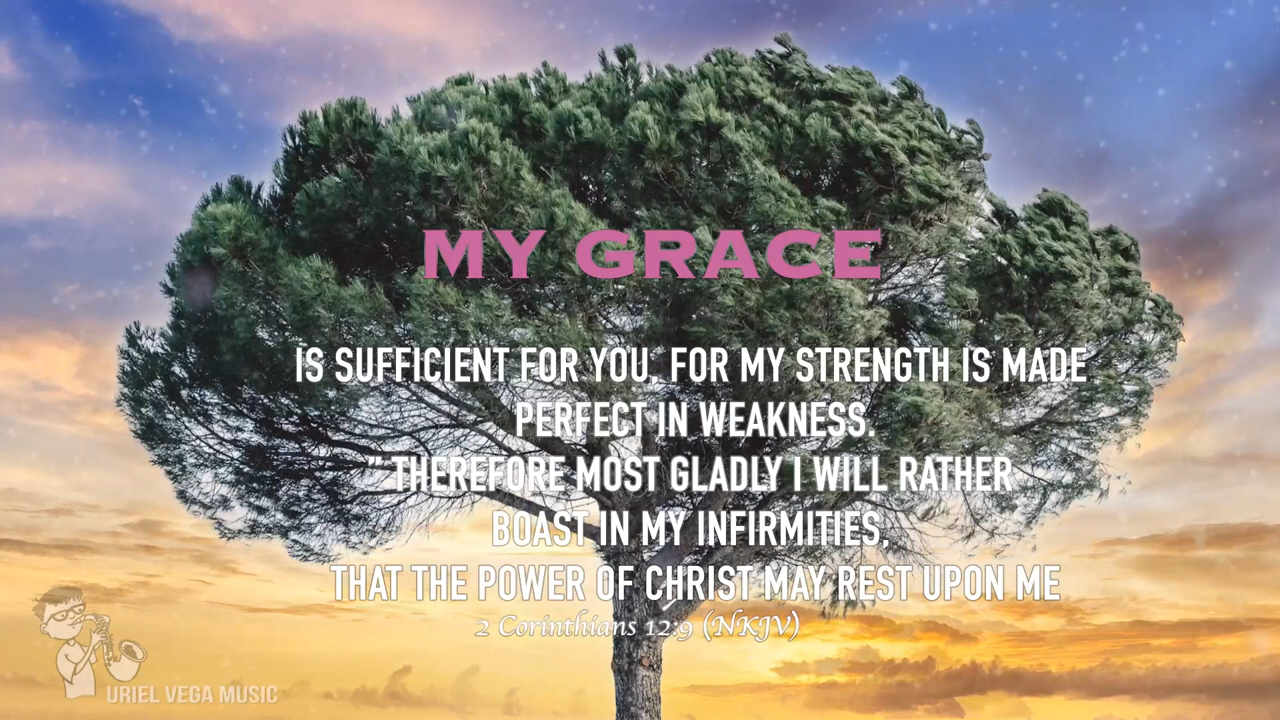 MY GRACE
IS SUFFICIENT FOR YOU, FOR MY STRENGTH IS MADE
PERFECT IN WEAKNESS.
" THEREFORE MOST GLADLY I WILL RATHER
BOAST IN MY INFIRMITIES,
THAT THE POWER OF CHRIST MAY REST UPON ME
2 Corinthians 12:9 (NKJV)
URIEL VEGA MUSIC